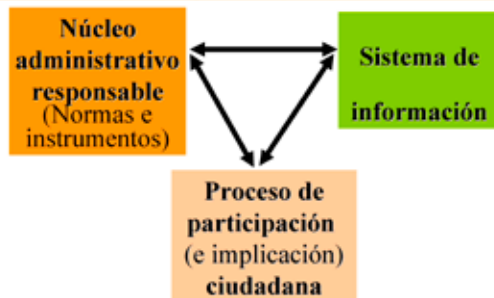 Núcleo
administrativo
responsable
(Normas e
instrumentos)
Sistema de
información
Proceso de
participación
(e implicación)
ciudadana